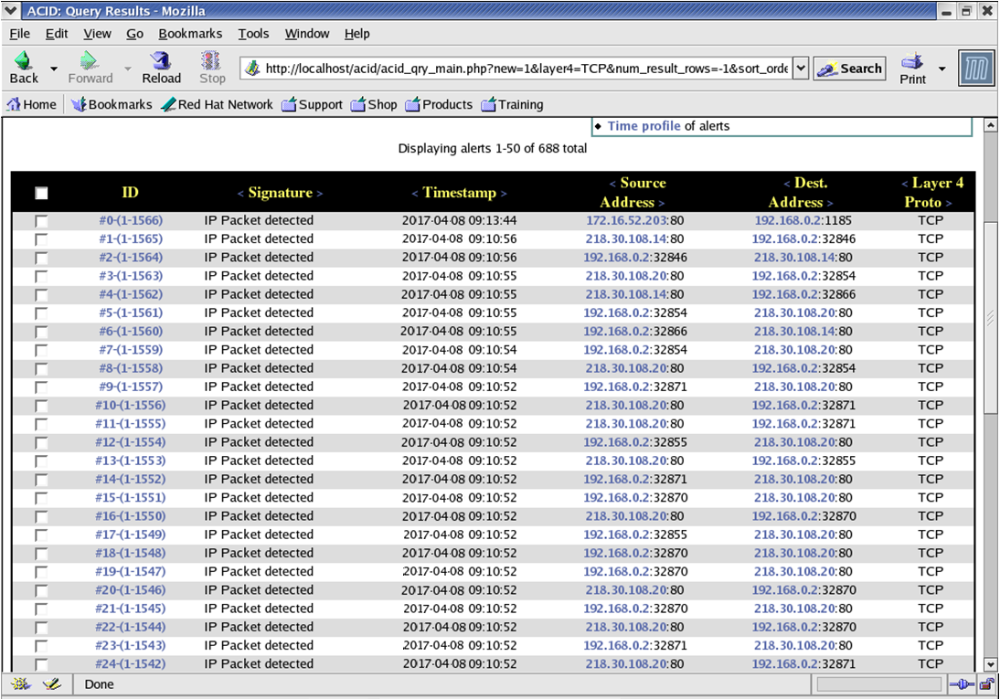 ACID: Query Results - Mozilla
File Edit View Go Bookmarks Tools Window Help
Back Forward Reload Stop http://localhost/acid/acid_qry_main.php?new=1&layer4=TCP&num_result_rows=-1&sort_orde Search Print
Home Bookmarks Red Hat Network Support Shop Products Training
Time profile of alerts
Displaying alerts 1-50 of 688 total
ID < Signature > < Timestamp > < Source Address > < Dest. Address > < Layer 4 Proto >
#0-(1-1566) IP Packet detected 2017-04-08 09:13:44 172.16.52.203:80 192.168.0.2:1185 TCP
#1-(1-1565) IP Packet detected 2017-04-08 09:10:56 218.30.108.14:80 192.168.0.2:32846 TCP
#2-(1-1564) IP Packet detected 2017-04-08 09:10:56 192.168.0.2:32846 218.30.108.14:80 TCP
#3-(1-1563) IP Packet detected 2017-04-08 09:10:55 218.30.108.20:80 192.168.0.2:32854 TCP
#4-(1-1562) IP Packet detected 2017-04-08 09:10:55 218.30.108.14:80 192.168.0.2:32866 TCP
#5-(1-1561) IP Packet detected 2017-04-08 09:10:55 192.168.0.2:32854 218.30.108.20:80 TCP
#6-(1-1560) IP Packet detected 2017-04-08 09:10:55 192.168.0.2:32866 218.30.108.14:80 TCP
#7-(1-1559) IP Packet detected 2017-04-08 09:10:54 192.168.0.2:32854 218.30.108.20:80 TCP
#8-(1-1558) IP Packet detected 2017-04-08 09:10:54 218.30.108.20:80 192.168.0.2:32854 TCP
#9-(1-1557) IP Packet detected 2017-04-08 09:10:52 192.168.0.2:32871 218.30.108.20:80 TCP
#10-(1-1556) IP Packet detected 2017-04-08 09:10:52 218.30.108.20:80 192.168.0.2:32871 TCP
#11-(1-1555) IP Packet detected 2017-04-08 09:10:52 218.30.108.20:80 192.168.0.2:32871 TCP
#12-(1-1554) IP Packet detected 2017-04-08 09:10:52 192.168.0.2:32855 218.30.108.20:80 TCP
#13-(1-1553) IP Packet detected 2017-04-08 09:10:52 218.30.108.20:80 192.168.0.2:32855 TCP
#14-(1-1552) IP Packet detected 2017-04-08 09:10:52 192.168.0.2:32871 218.30.108.20:80 TCP
#15-(1-1551) IP Packet detected 2017-04-08 09:10:52 192.168.0.2:32870 218.30.108.20:80 TCP
#16-(1-1550) IP Packet detected 2017-04-08 09:10:52 218.30.108.20:80 192.168.0.2:32870 TCP
#17-(1-1549) IP Packet detected 2017-04-08 09:10:52 192.168.0.2:32855 218.30.108.20:80 TCP
#18-(1-1548) IP Packet detected 2017-04-08 09:10:52 192.168.0.2:32870 218.30.108.20:80 TCP
#19-(1-1547) IP Packet detected 2017-04-08 09:10:52 192.168.0.2:32870 218.30.108.20:80 TCP
#20-(1-1546) IP Packet detected 2017-04-08 09:10:52 218.30.108.20:80 192.168.0.2:32870 TCP
#21-(1-1545) IP Packet detected 2017-04-08 09:10:52 192.168.0.2:32870 218.30.108.20:80 TCP
#22-(1-1544) IP Packet detected 2017-04-08 09:10:52 218.30.108.20:80 192.168.0.2:32870 TCP
#23-(1-1543) IP Packet detected 2017-04-08 09:10:52 192.168.0.2:32871 218.30.108.20:80 TCP
#24-(1-1542) IP Packet detected 2017-04-08 09:10:52 218.30.108.20:80 192.168.0.2:32871 TCP
Done